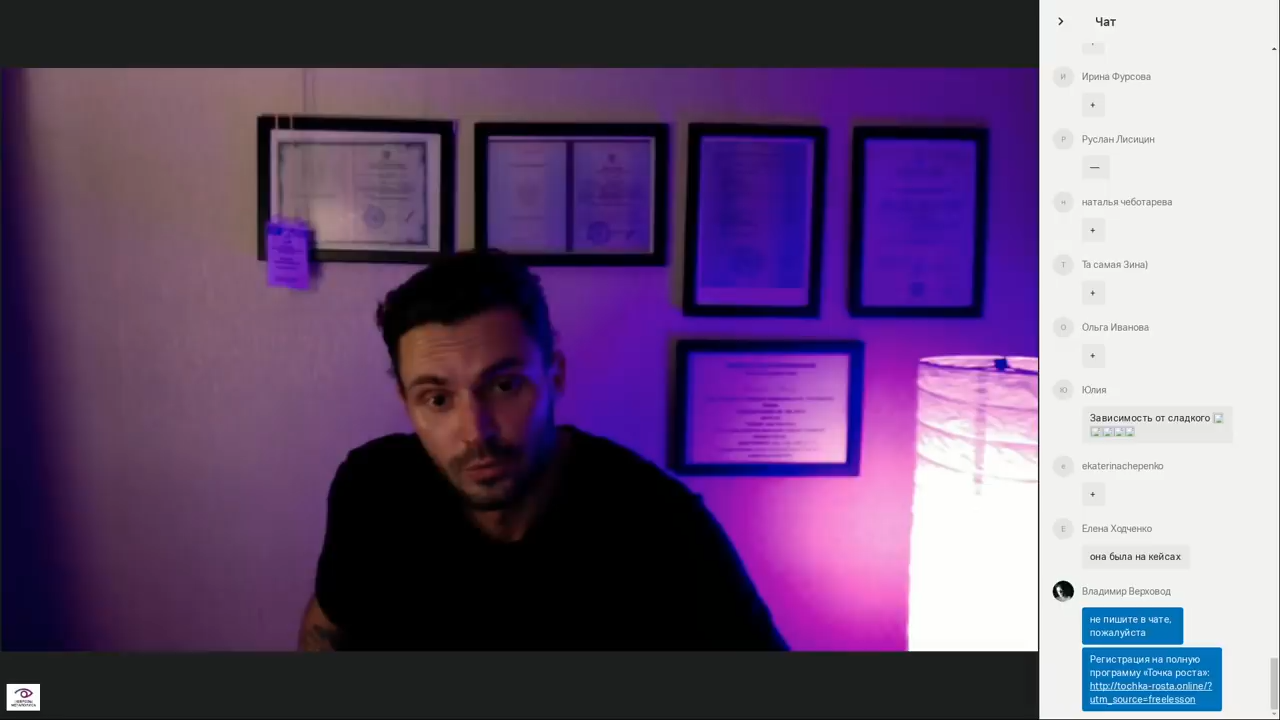 Чат
Ирина Фурсова
+
Руслан Лисицин
—
наталья чеботарева
+
Та самая Зина)
+
Ольга Иванова
+
Юлия
Зависимость от сладкого
ekaterinachepenko
+
Елена Ходченко
она была на кейсах
Владимир Верховод
не пишите в чате,
пожалуйста
Регистрация на полную
программу «Точка роста»:
http://tochka-rosta.online/?
utm_source=freelesson